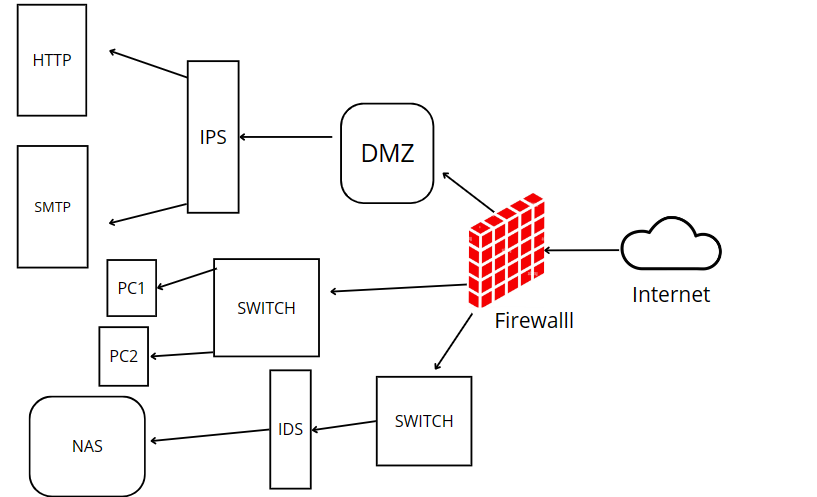 HTTP
IPS
DMZ
SMTP
PC1
SWITCH
Internet
Firewalll
PC2
SWITCH
IDS
NAS